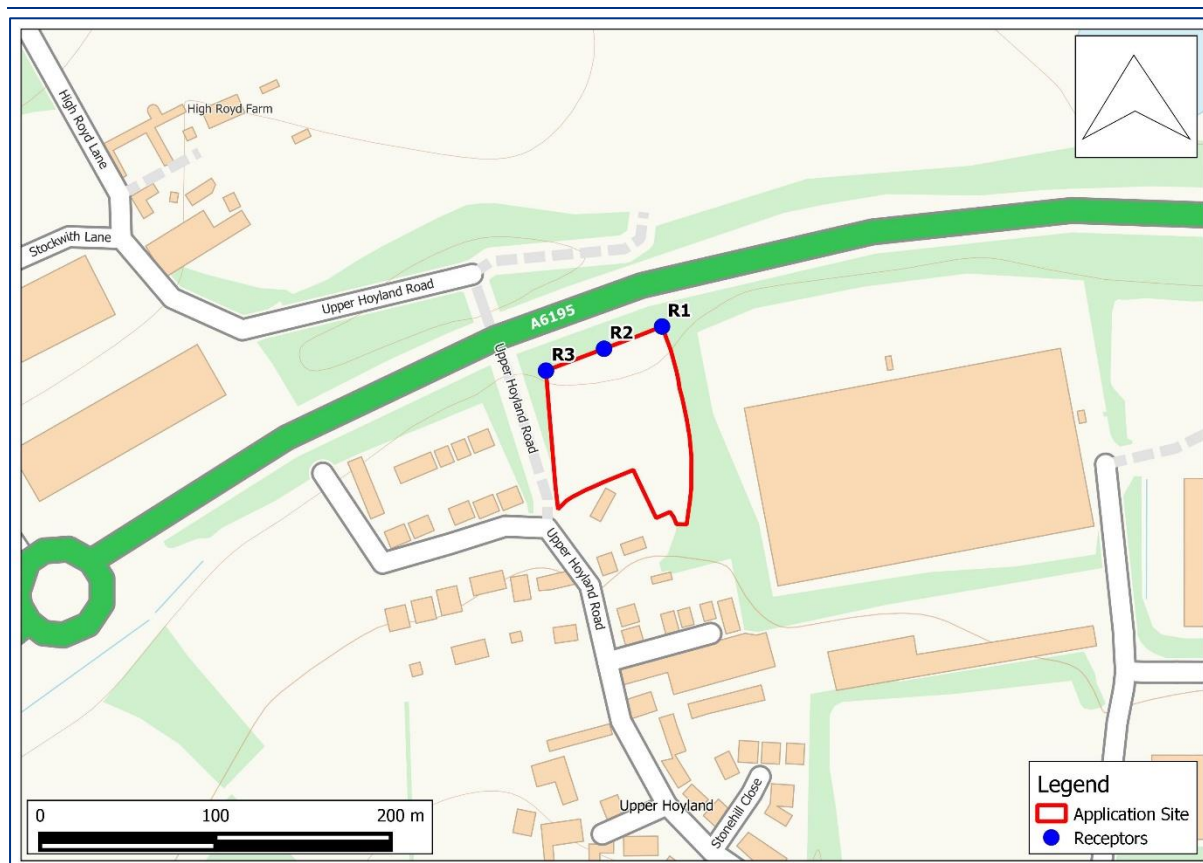 High Royd Lane
High Royd Farm
Stockwith Lane
Upper Hoyland Road
A6195
R1
R2
R3
Upper Hoyland Road
Upper Hoyland Road
Upper Hoyland
Stonehill Close
0 100 200 m
Legend
Application Site
Receptors